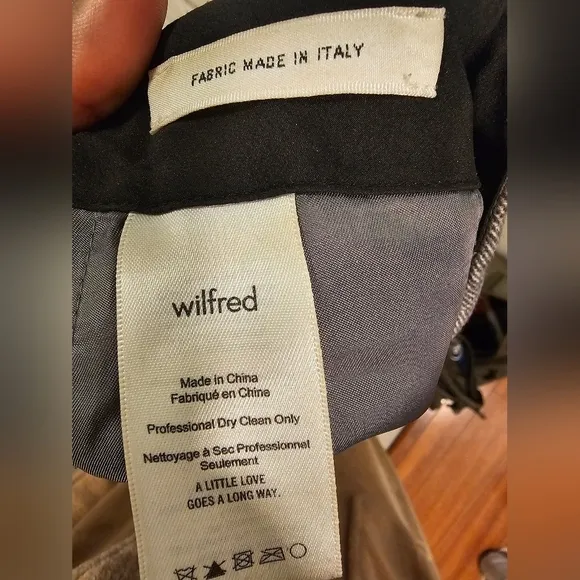 FABRIC MADE IN ITALY
wilfred
Made in China
Fabriqué en Chine
Professional Dry Clean Only
Nettoyage à Sec Professionnel
Seulement
A LITTLE LOVE
GOES A LONG WAY.